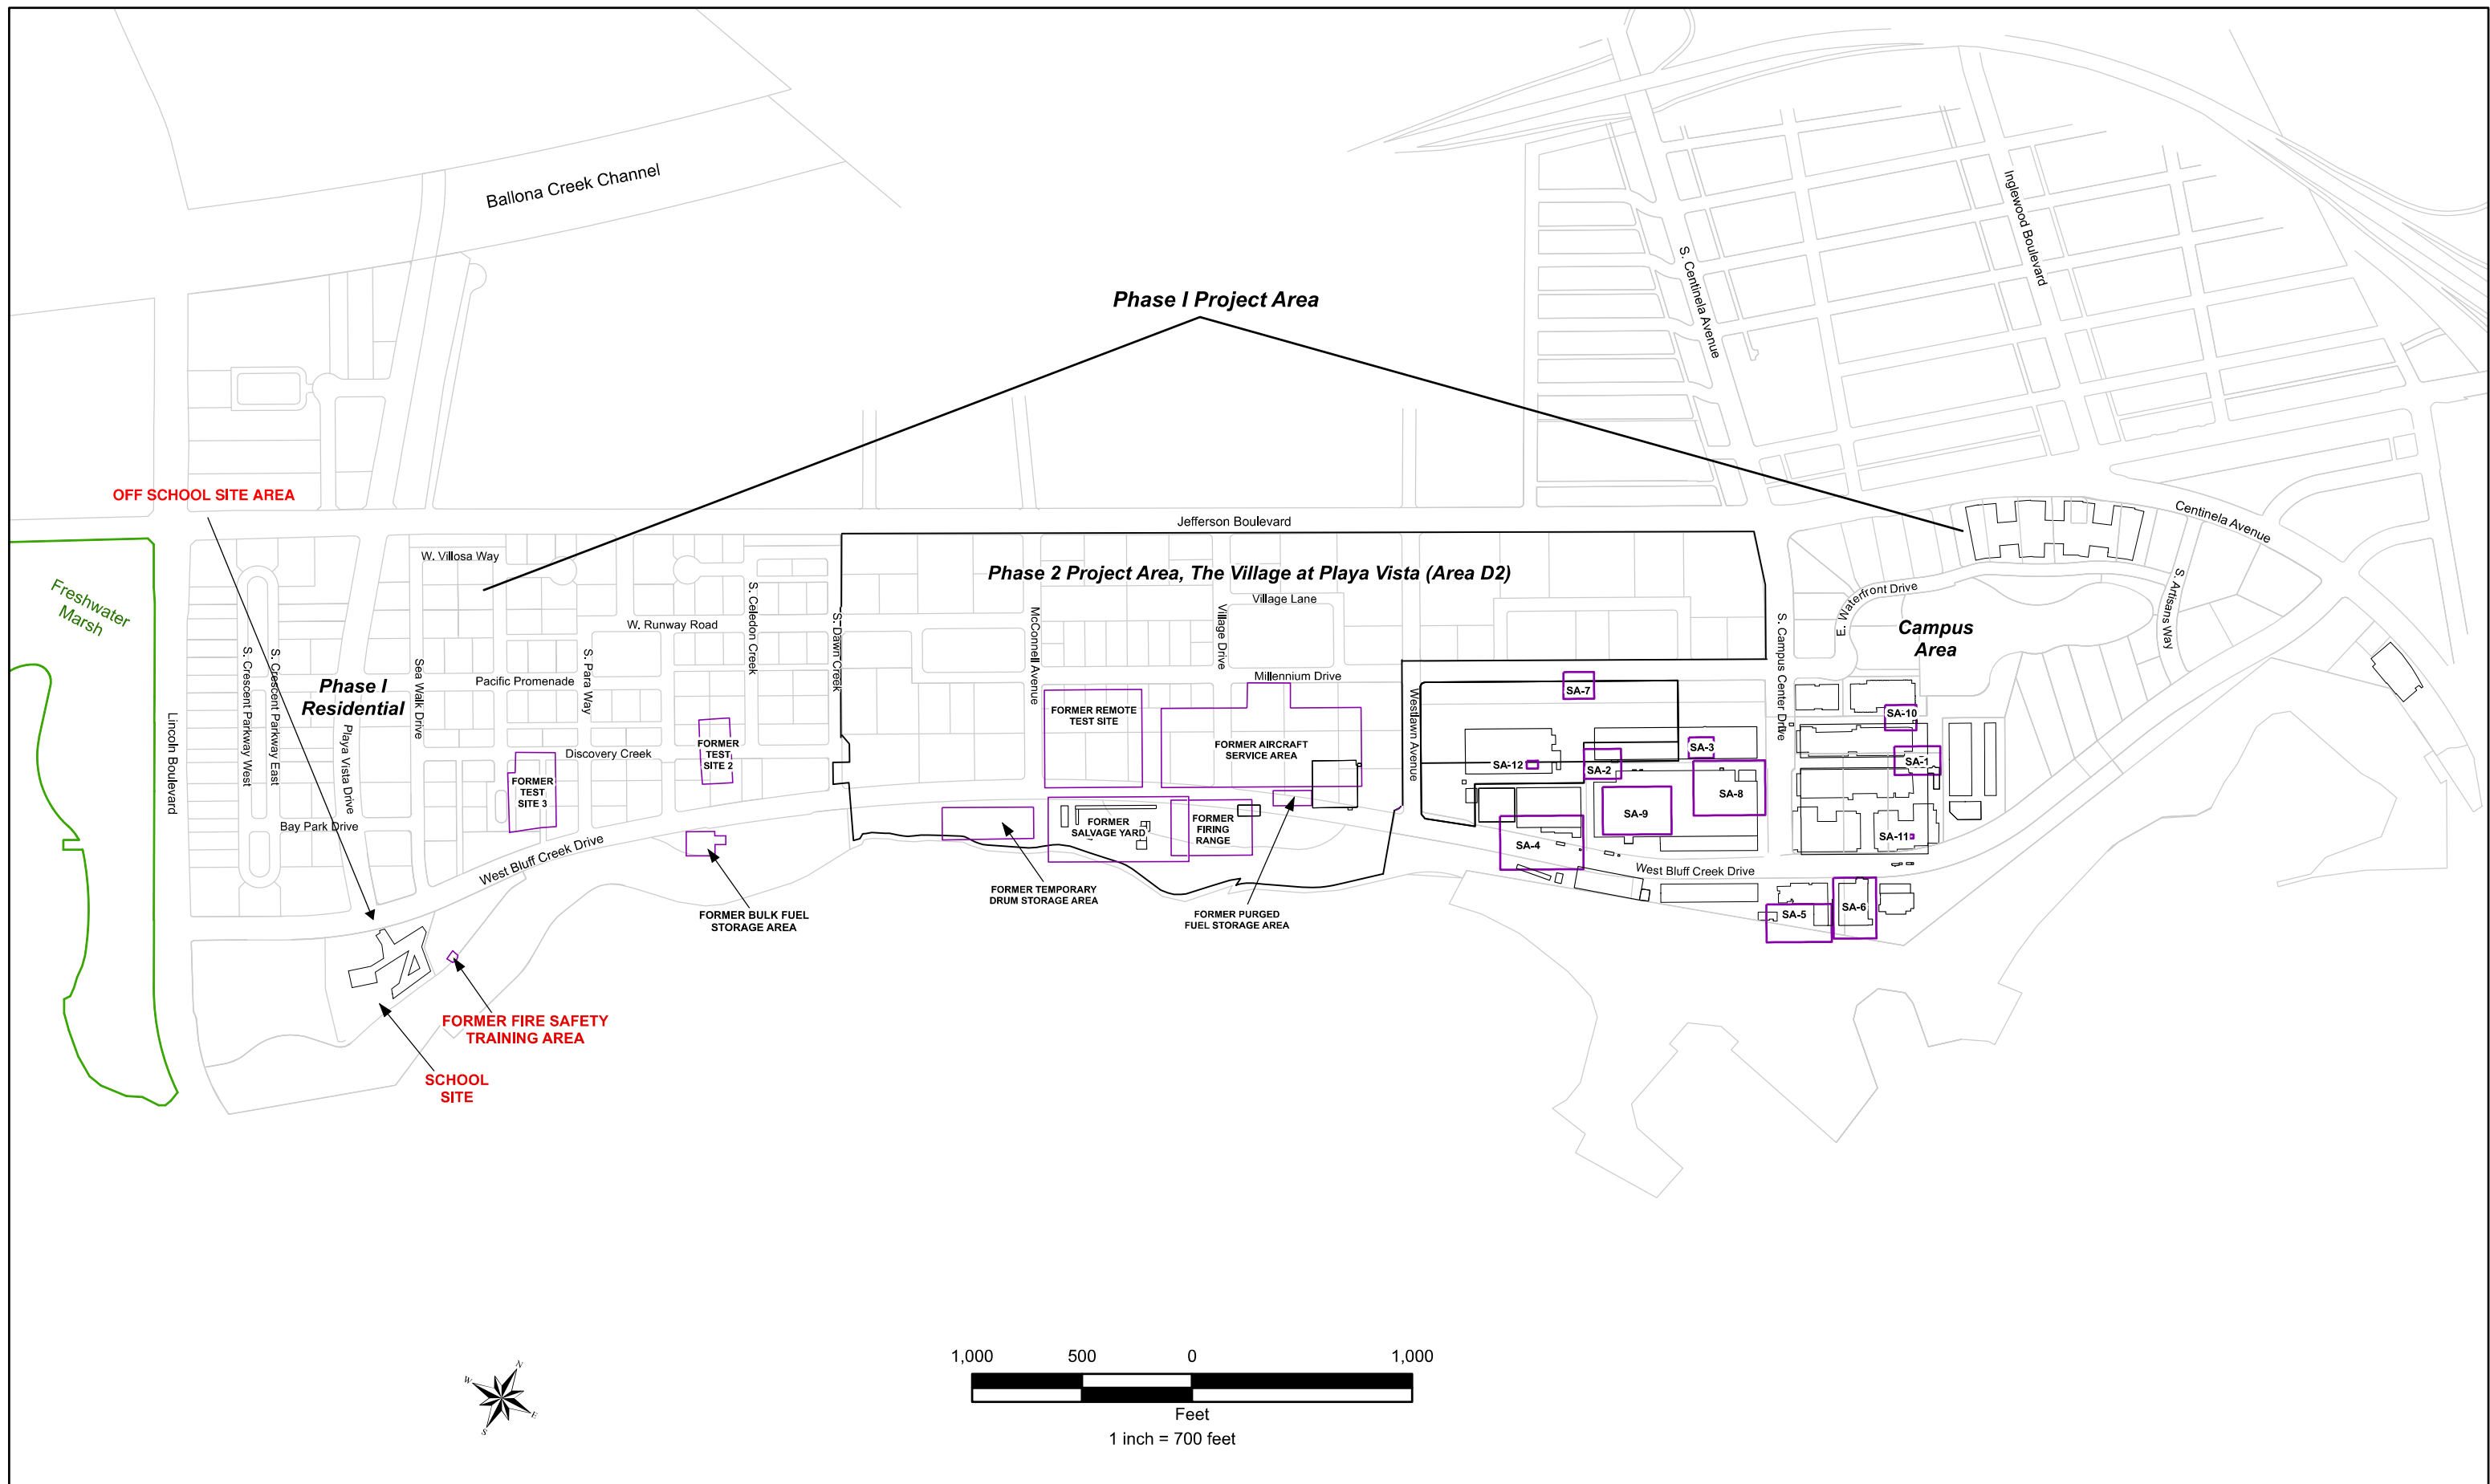 Ballona Creek Channel
Inglewood Boulevard
S. Centinela Avenue
Phase I Project Area
OFF SCHOOL SITE AREA
Centinela Avenue
Jefferson Boulevard
W. Villosa Way
Phase 2 Project Area, The Village at Playa Vista (Area D2)
Freshwater
Marsh
Village Lane
E. Waterfront Drive
S. Artisans Way
S. Celedon Creek
S. Dawn Creek
McConnell Avenue
Village Drive
S. Campus Center Drive
W. Runway Road
Campus
Area
S. Crescent Parkway West
S. Crescent Parkway East
Sea Walk Drive
S. Para Way
Pacific Promenade
Millennium Drive
Phase I
Residential
Westlawn Avenue
SA-7
Lincoln Boulevard
Playa Vista Drive
FORMER REMOTE
TEST SITE
SA-10
FORMER
TEST
SITE 2
FORMER AIRCRAFT
SERVICE AREA
SA-3
Discovery Creek
SA-12
SA-2
SA-1
FORMER
TEST
SITE 3
SA-8
SA-9
Bay Park Drive
FORMER
SALVAGE YARD
FORMER
FIRING
RANGE
SA-11
SA-4
West Bluff Creek Drive
West Bluff Creek Drive
FORMER TEMPORARY
DRUM STORAGE AREA
SA-6
SA-5
FORMER BULK FUEL
STORAGE AREA
FORMER PURGED
FUEL STORAGE AREA
FORMER FIRE SAFETY
TRAINING AREA
SCHOOL
SITE
1,000 500 0 1,000
Feet
1 inch = 700 feet
N
W
E
S